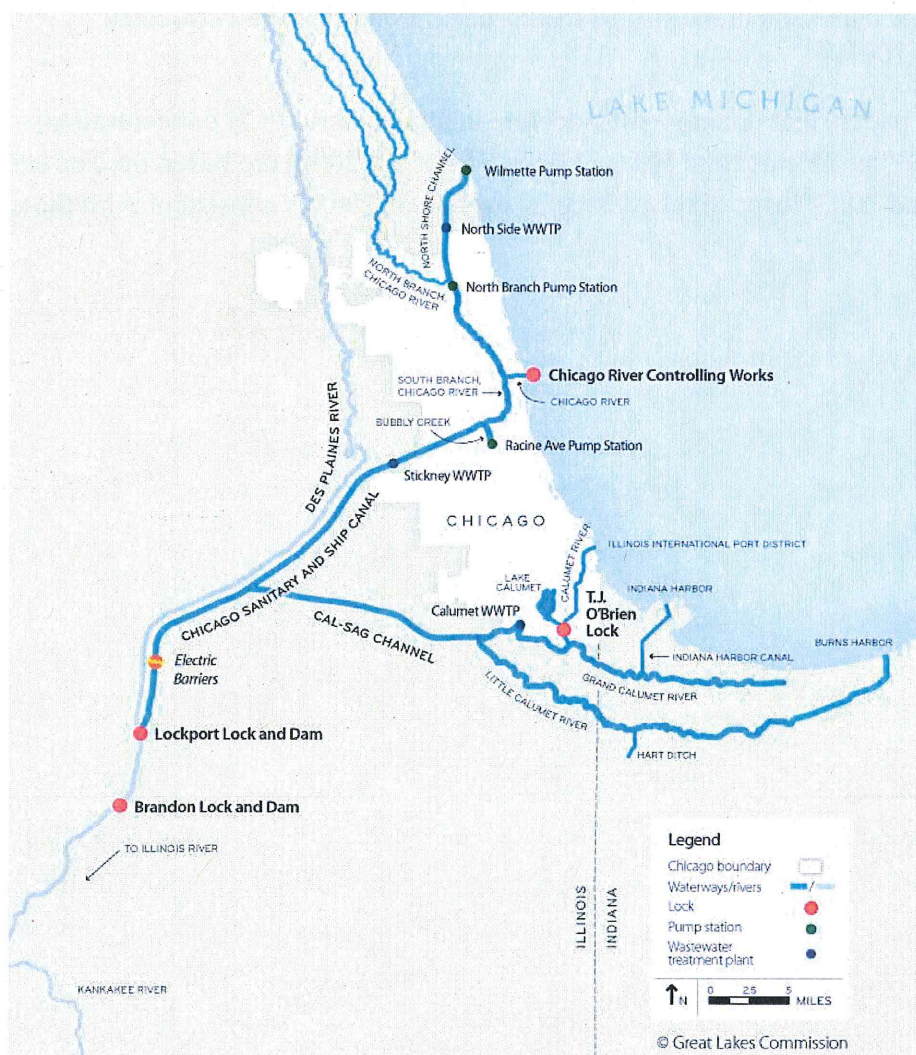 LAKE MICHIGAN
Wilmette Pump Station
NORTH SHORE CHANNEL
North Side WWTP
NORTH BRANCH,
CHICAGO RIVER
North Branch Pump Station
Chicago River Controlling Works
SOUTH BRANCH,
CHICAGO RIVER
CHICAGO RIVER
BUBBLY CREEK
Racine Ave Pump Station
DES PLAINES RIVER
Stickney WWTP
CHICAGO
CHICAGO SANITARY AND SHIP CANAL
CALUMET RIVER
ILLINOIS INTERNATIONAL PORT DISTRICT
LAKE
CALUMET
INDIANA HARBOR
T.J.
O'BRIEN
Lock
Calumet WWTP
CAL-SAG CHANNEL
BURNS HARBOR
INDIANA HARBOR CANAL
GRAND CALUMET RIVER
LITTLE CALUMET RIVER
HART DITCH
Electric
Barriers
Lockport Lock and Dam
Brandon Lock and Dam
TO ILLINOIS RIVER
ILLINOIS
INDIANA
KANKAKEE RIVER
Legend
Chicago boundary
Waterways/rivers
/
Lock
Pump station
Wastewater
treatment plant
N
0 2.5 5
MILES
© Great Lakes Commission